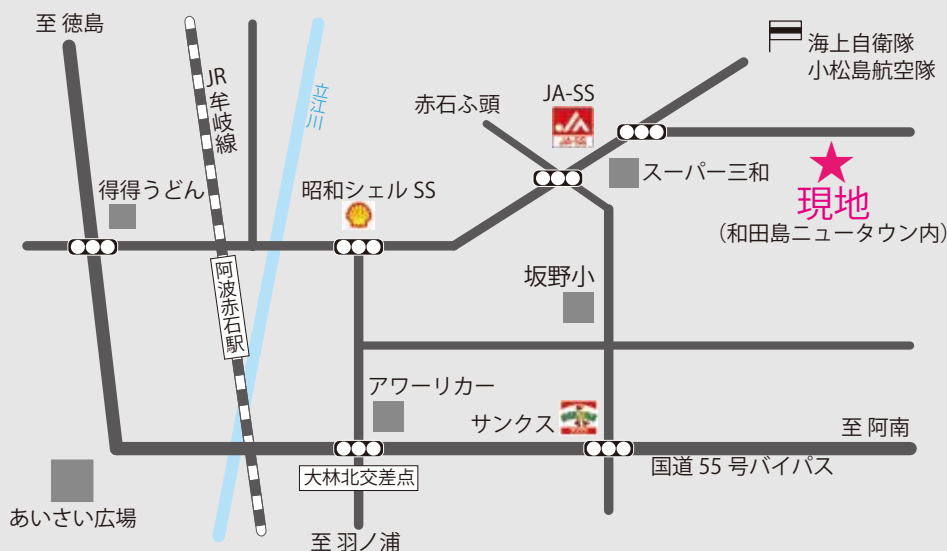 至 徳島
海上自衛隊
小松島航空隊
JR牟岐線
立江川
赤石ふ頭
JA-SS
JA-SS
スーパー三和
得得うどん
昭和シェル SS
現地
(和田島ニュータウン内)
阿波赤石駅
坂野小
アワーリカー
サンクス
至 阿南
大林北交差点
国道 55 号バイパス
あいさい広場
至 羽ノ浦